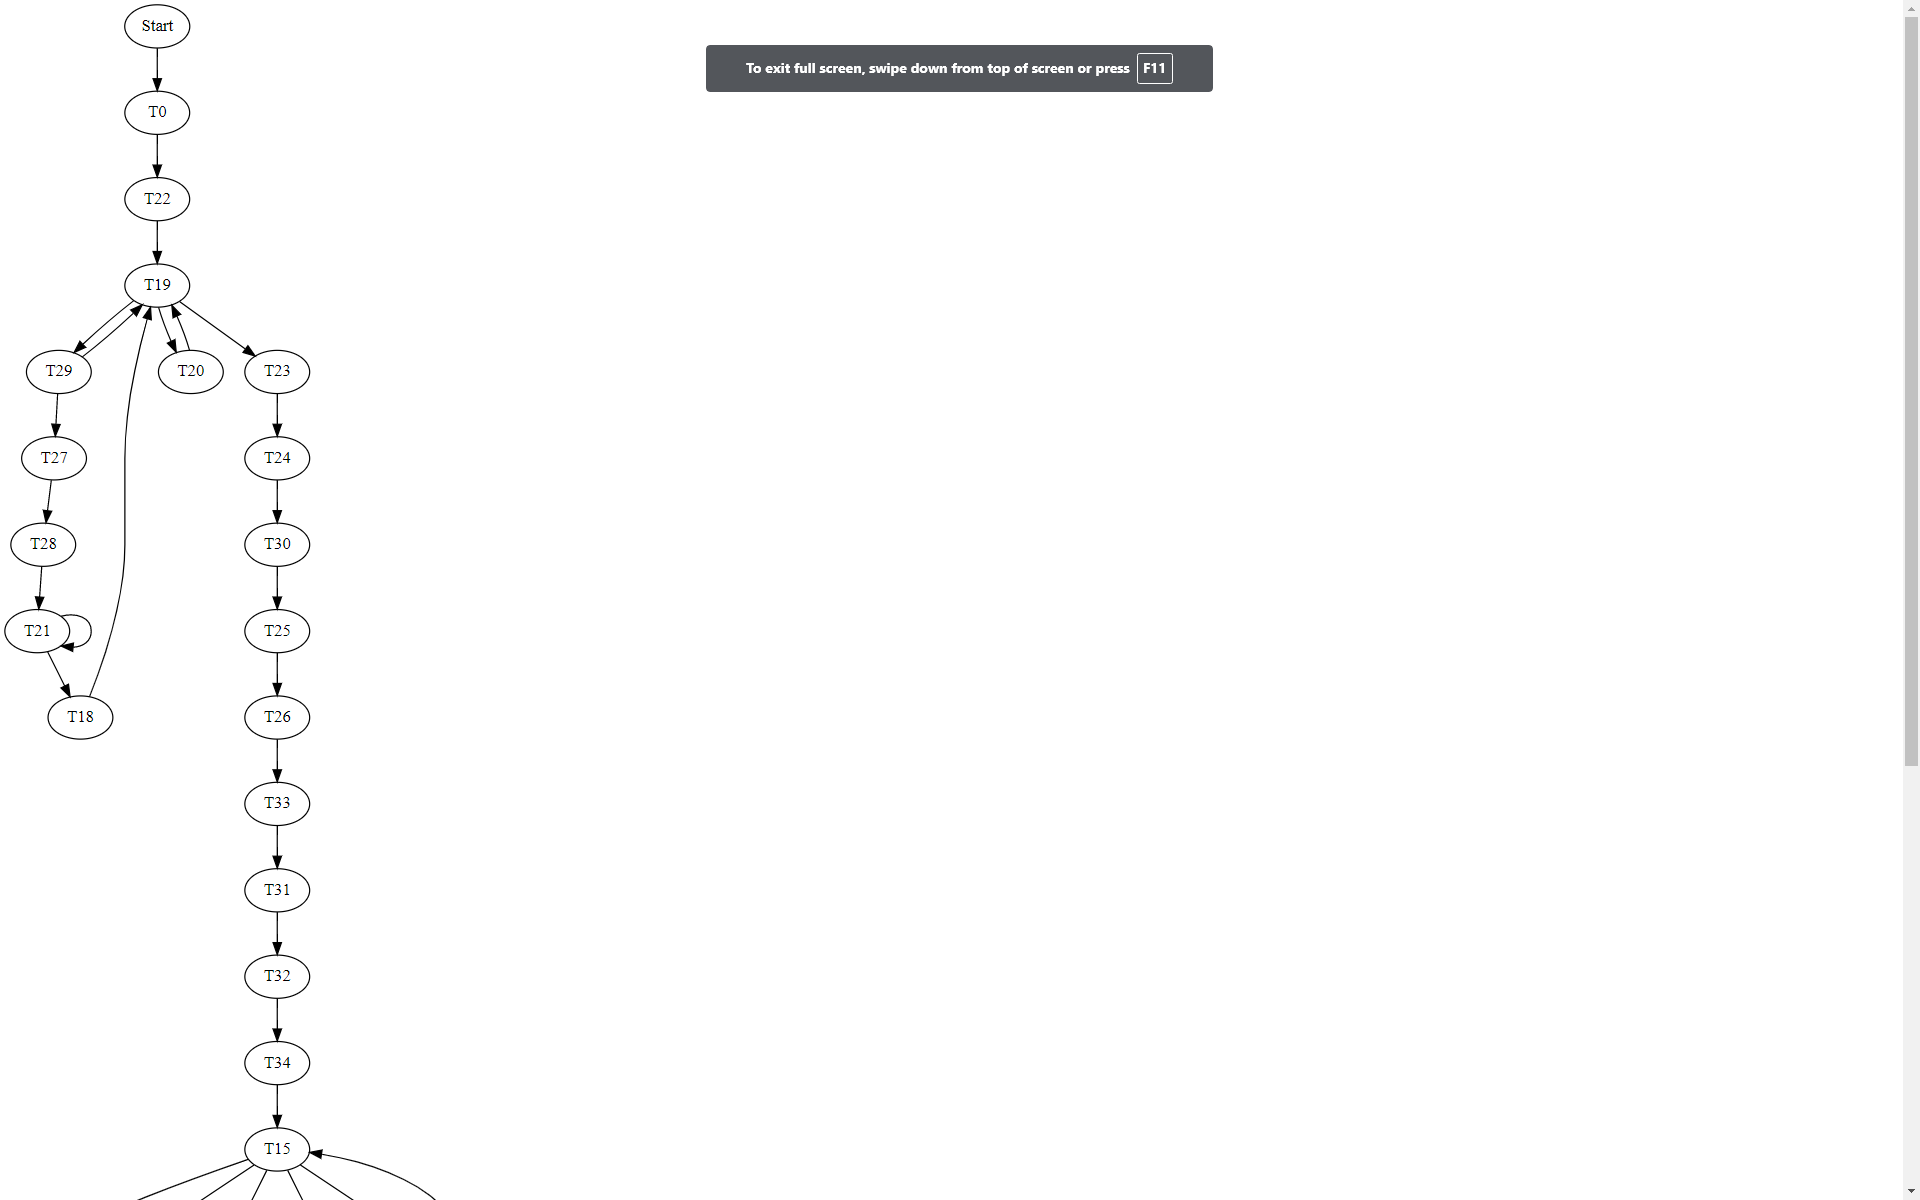 Start
To exit full screen, swipe down from top of screen or press F11
T0
T22
T19
T29
T20
T23
T27
T24
T28
T30
T21
T25
T18
T26
T33
T31
T32
T34
T15